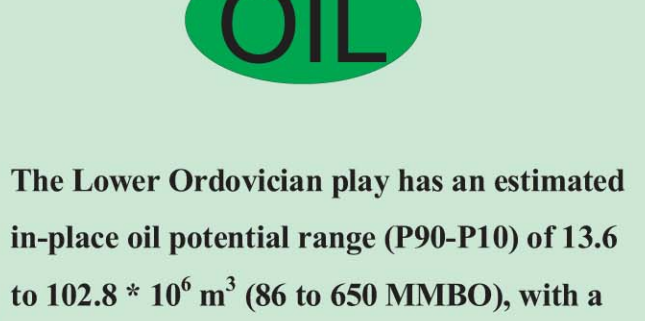 OIL
The Lower Ordovician play has an estimated
in-place oil potential range (P90-P10) of 13.6
to 102.8 * 10⁶ m³ (86 to 650 MMBO), with a